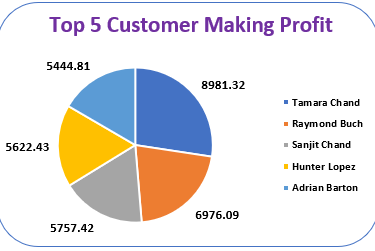 Top 5 Customer Making Profit
5444.81
8981.32
Tamara Chand
Raymond Buch
5622.43
Sanjit Chand
Hunter Lopez
Adrian Barton
6976.09
5757.42